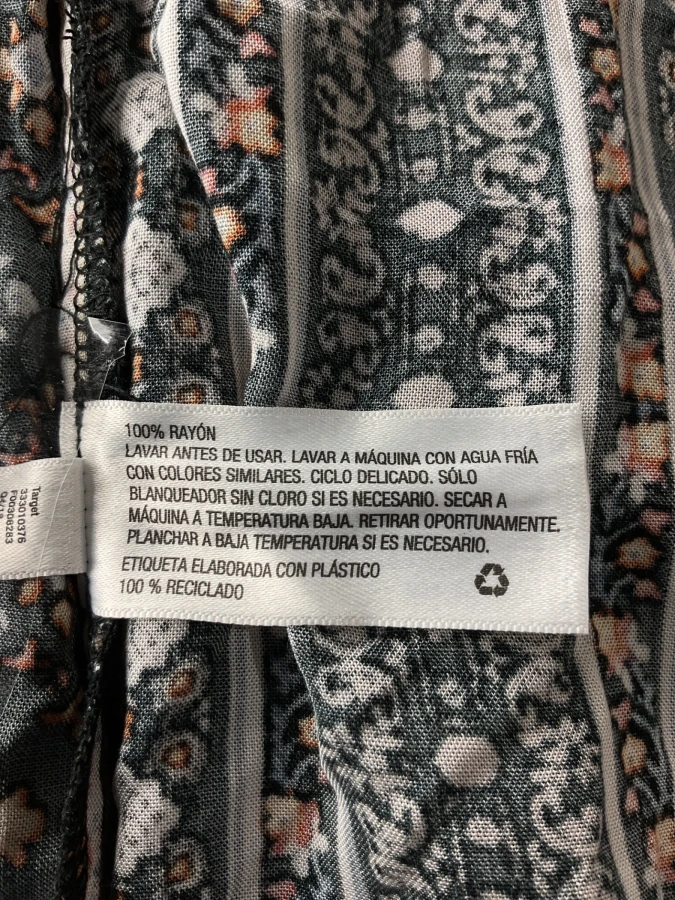 100% RAYÓN
LAVAR ANTES DE USAR. LAVAR A MÁQUINA CON AGUA FRÍA
CON COLORES SIMILARES. CICLO DELICADO. SÓLO
BLANQUEADOR SIN CLORO SI ES NECESARIO. SECAR A
MÁQUINA A TEMPERATURA BAJA. RETIRAR OPORTUNAMENTE.
PLANCHAR A BAJA TEMPERATURA SI ES NECESARIO.
ETIQUETA ELABORADA CON PLÁSTICO
100 % RECICLADO
Target
333010376
F00308283